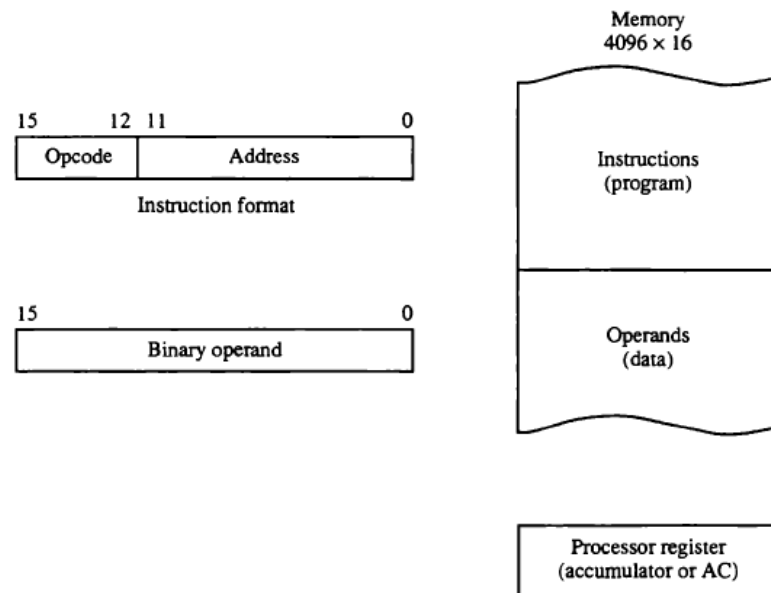 Memory
4096 × 16
15 12 11 0
Opcode Address
Instruction format
Instructions
(program)
15 0
Binary operand
Operands
(data)
Processor register
(accumulator or AC)